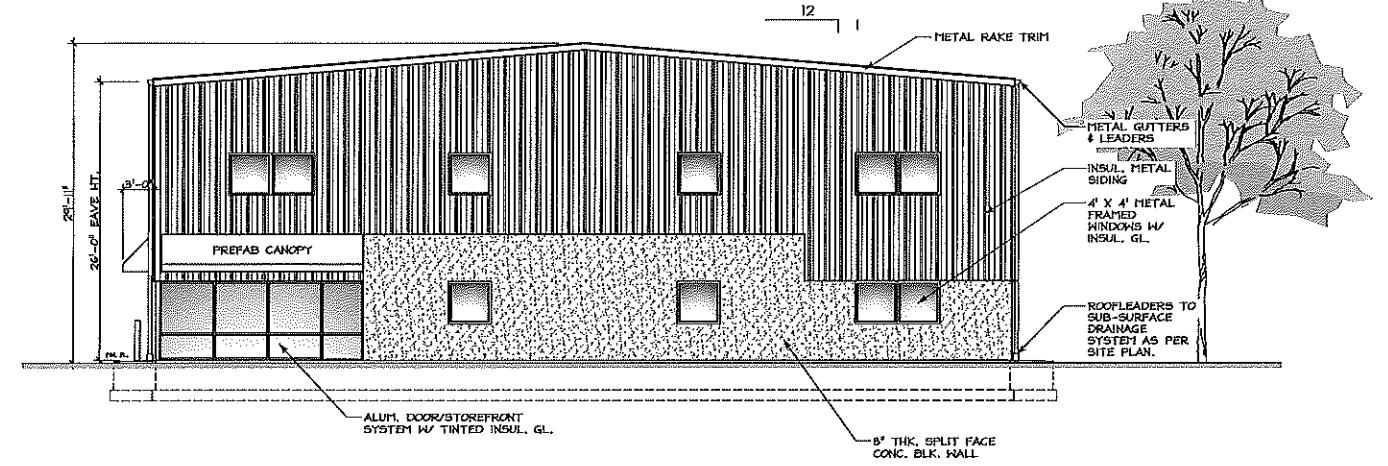 12
1
METAL RAKE TRIM
METAL GUTTERS
& LEADERS
INSUL. METAL
SIDING
4' X 4' METAL
FRAMED
WINDOWS W/
INSUL. GL.
3'-0"
29'-11"
26'-0" EAVE HT.
PREFAB CANOPY
ROOFLEADERS TO
SUB-SURFACE
DRAINAGE
SYSTEM AS PER
SITE PLAN.
ALUM. DOOR/STOREFRONT
SYSTEM W/ TINTED INSUL. GL.
8" THK. SPLIT FACE
CONC. BLK. WALL